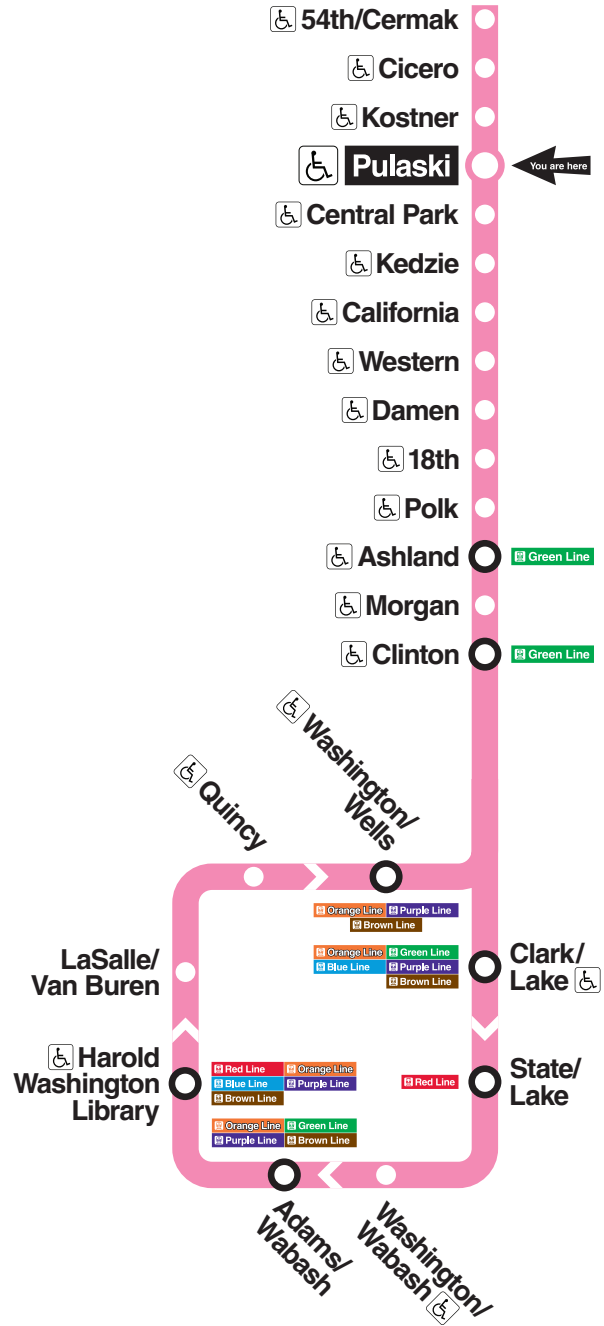 54th/Cermak
Cicero
Kostner
Pulaski
You are here
Central Park
Kedzie
California
Western
Damen
18th
Polk
Ashland
Green Line
Morgan
Clinton
Green Line
Washington/
Wells
Quincy
Orange Line
Purple Line
Brown Line
Orange Line
Green Line
Blue Line
Purple Line
Brown Line
Clark/
Lake
LaSalle/
Van Buren
Harold
Washington
Library
Red Line
Orange Line
Blue Line
Purple Line
Brown Line
Red Line
State/
Lake
Orange Line
Green Line
Purple Line
Brown Line
Adams/
Wabash
Washington/
Wabash